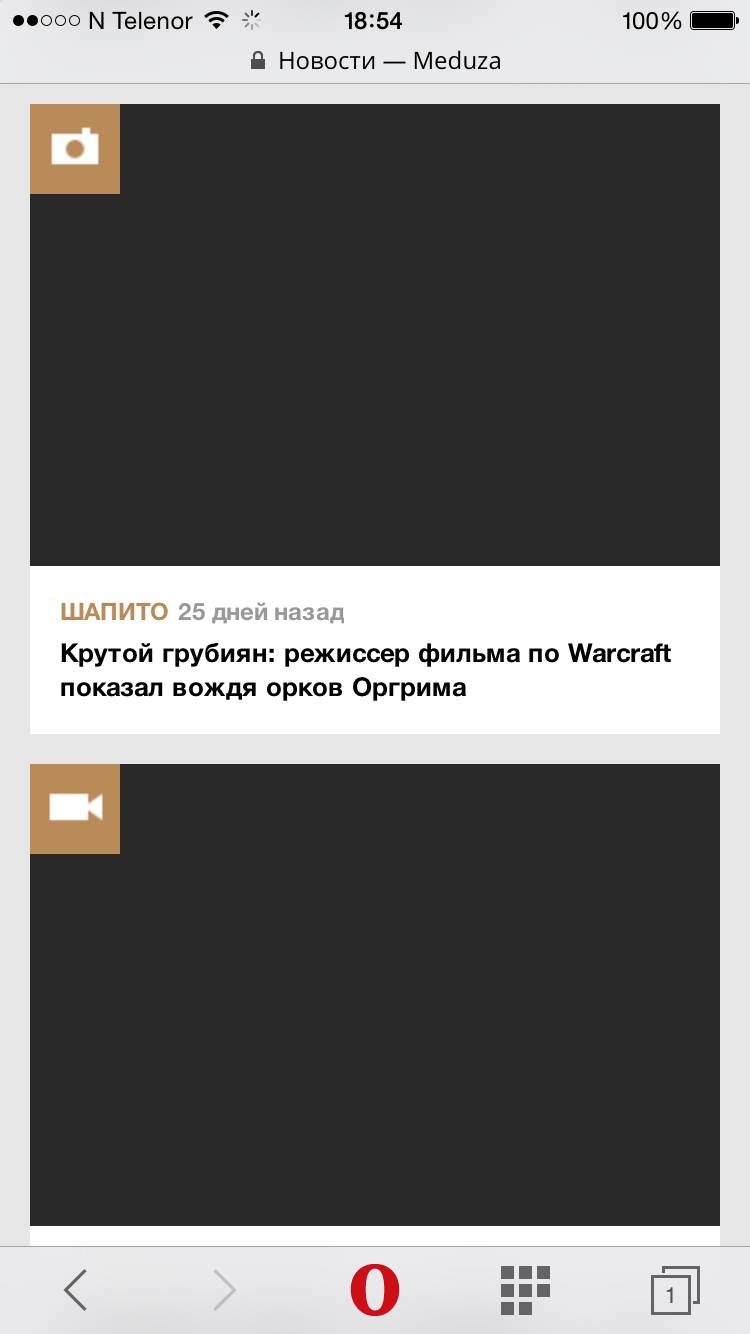 N Telenor 18:54 100%
Новости — Meduza
ШАПИТО 25 дней назад
Крутой грубиян: режиссер фильма по Warcraft
показал вождя орков Оргрима
1